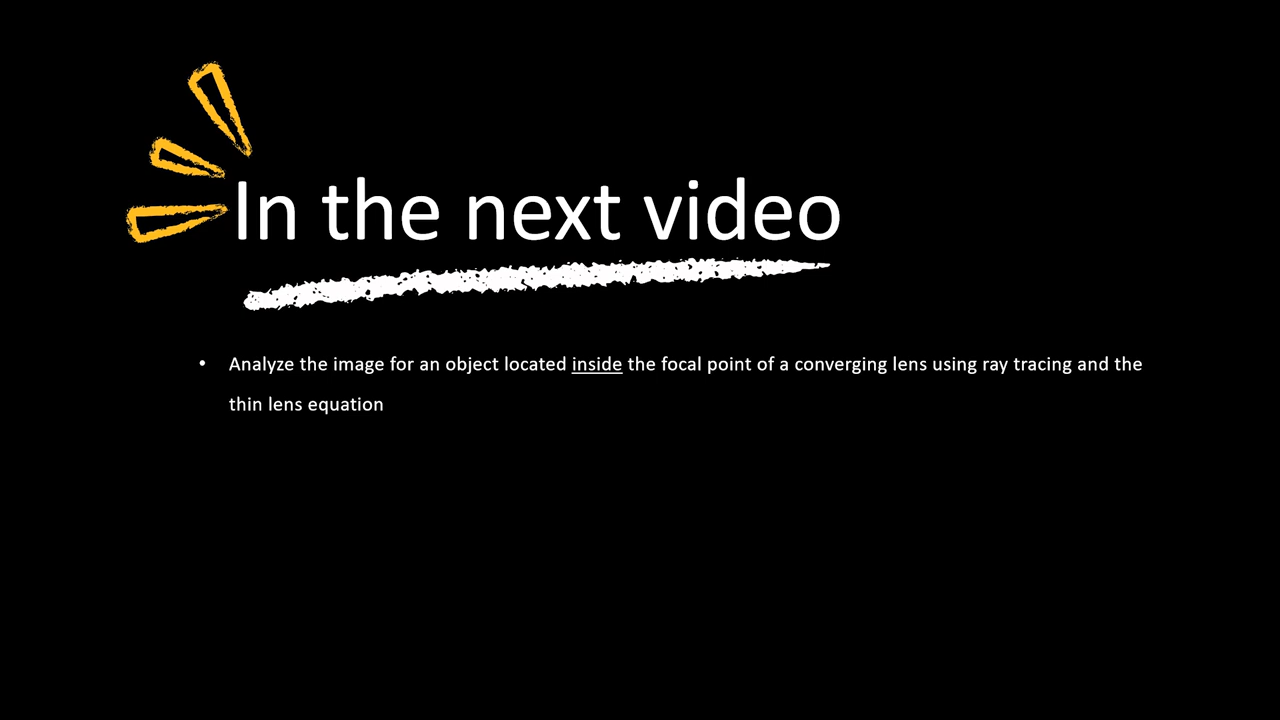 In the next video
• Analyze the image for an object located inside the focal point of a converging lens using ray tracing and the
thin lens equation